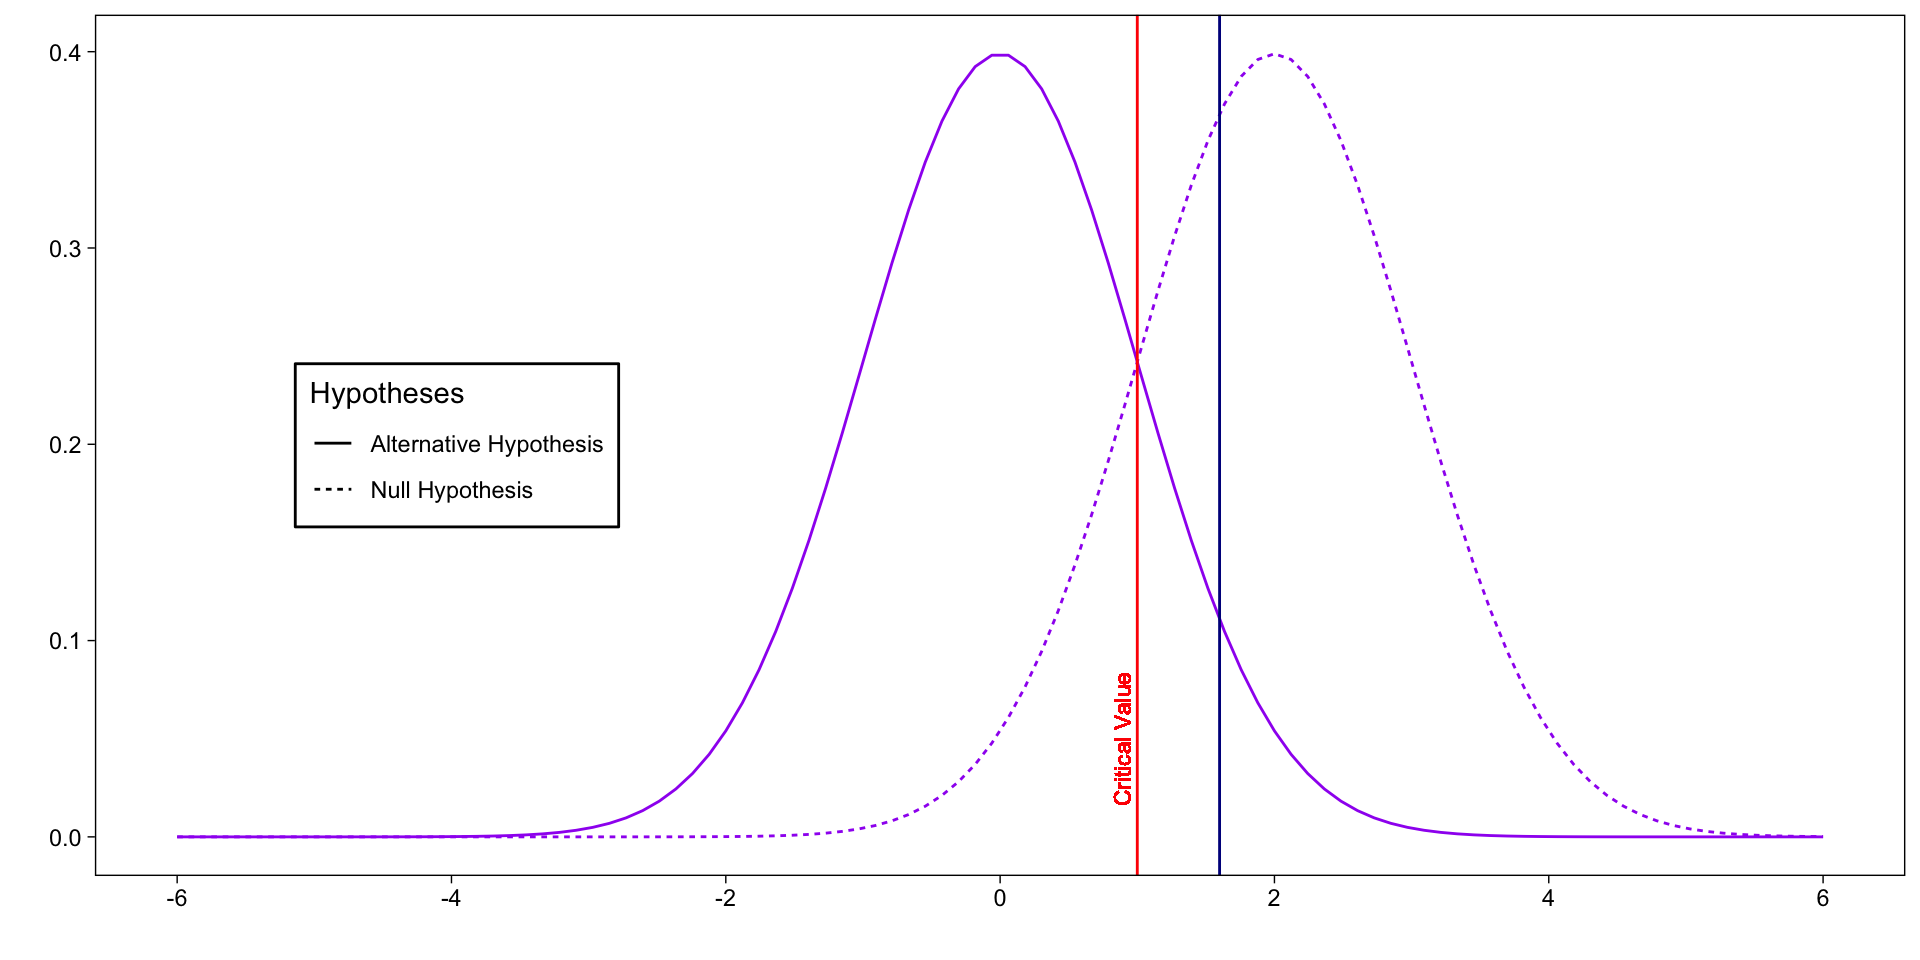 0.4
0.3
0.2
0.1
0.0
Hypotheses
Alternative Hypothesis
Null Hypothesis
Critical Value
-6 -4 -2 0 2 4 6